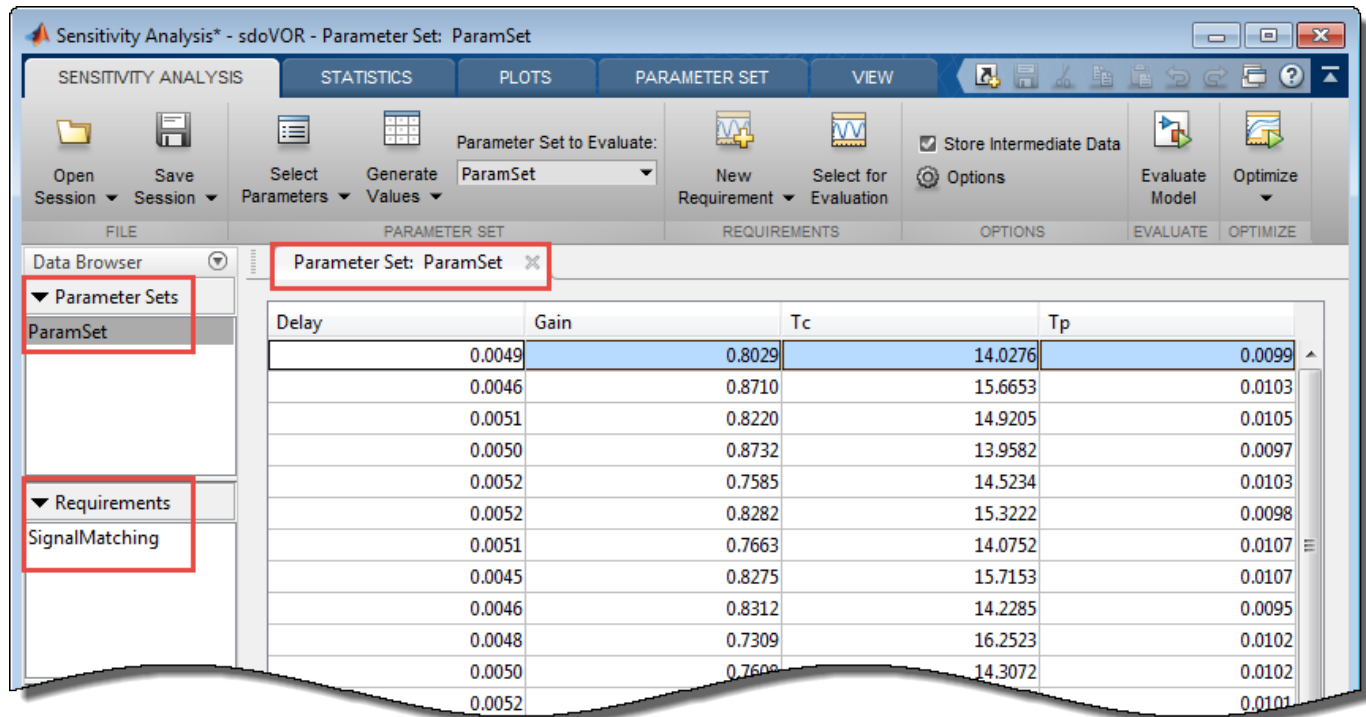 Sensitivity Analysis* - sdoVOR - Parameter Set: ParamSet
SENSITIVITY ANALYSIS STATISTICS PLOTS PARAMETER SET VIEW
Open Session
Save Session
Select Parameters
Generate Values
Parameter Set to Evaluate:
ParamSet
New Requirement
Select for Evaluation
Store Intermediate Data
Options
Evaluate Model
Optimize
FILE PARAMETER SET REQUIREMENTS OPTIONS EVALUATE OPTIMIZE
Data Browser
Parameter Sets
ParamSet
Requirements
SignalMatching
Parameter Set: ParamSet
Delay Gain Tc Tp
0.0049 0.8029 14.0276 0.0099
0.0046 0.8710 15.6653 0.0103
0.0051 0.8220 14.9205 0.0105
0.0050 0.8732 13.9582 0.0097
0.0052 0.7585 14.5234 0.0103
0.0052 0.8282 15.3222 0.0098
0.0051 0.7663 14.0752 0.0107
0.0045 0.8275 15.7153 0.0107
0.0046 0.8312 14.2285 0.0095
0.0048 0.7309 16.2523 0.0102
0.0050 14.3072 0.0102
0.0052 0.0101